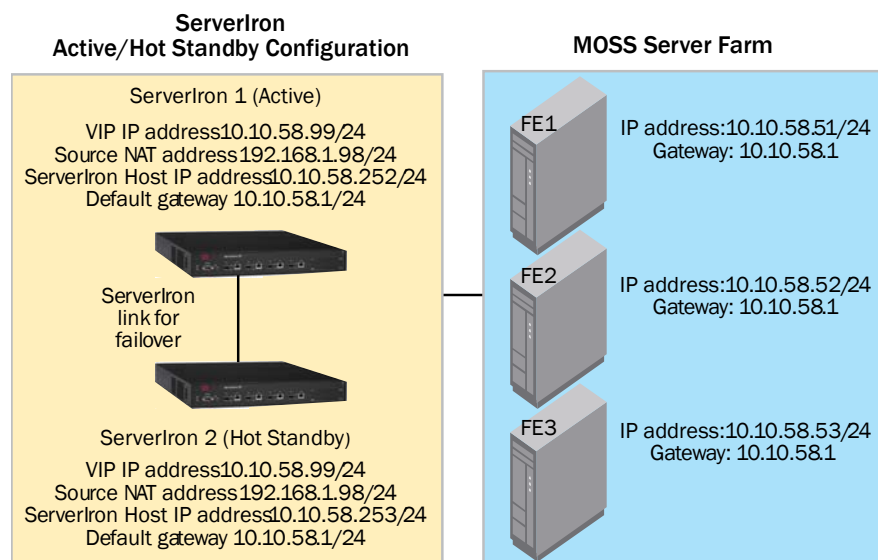 ServerIron
Active/Hot Standby Configuration
ServerIron 1 (Active)
VIP IP address10.10.58.99/24
Source NAT address192.168.1.98/24
ServerIron Host IP address10.10.58.252/24
Default gateway 10.10.58.1/24
ServerIron
link for
failover
ServerIron 2 (Hot Standby)
VIP IP address10.10.58.99/24
Source NAT address192.168.1.98/24
ServerIron Host IP address10.10.58.253/24
Default gateway 10.10.58.1/24
MOSS Server Farm
FE1
IP address:10.10.58.51/24
Gateway: 10.10.58.1
FE2
IP address:10.10.58.52/24
Gateway: 10.10.58.1
FE3
IP address:10.10.58.53/24
Gateway: 10.10.58.1